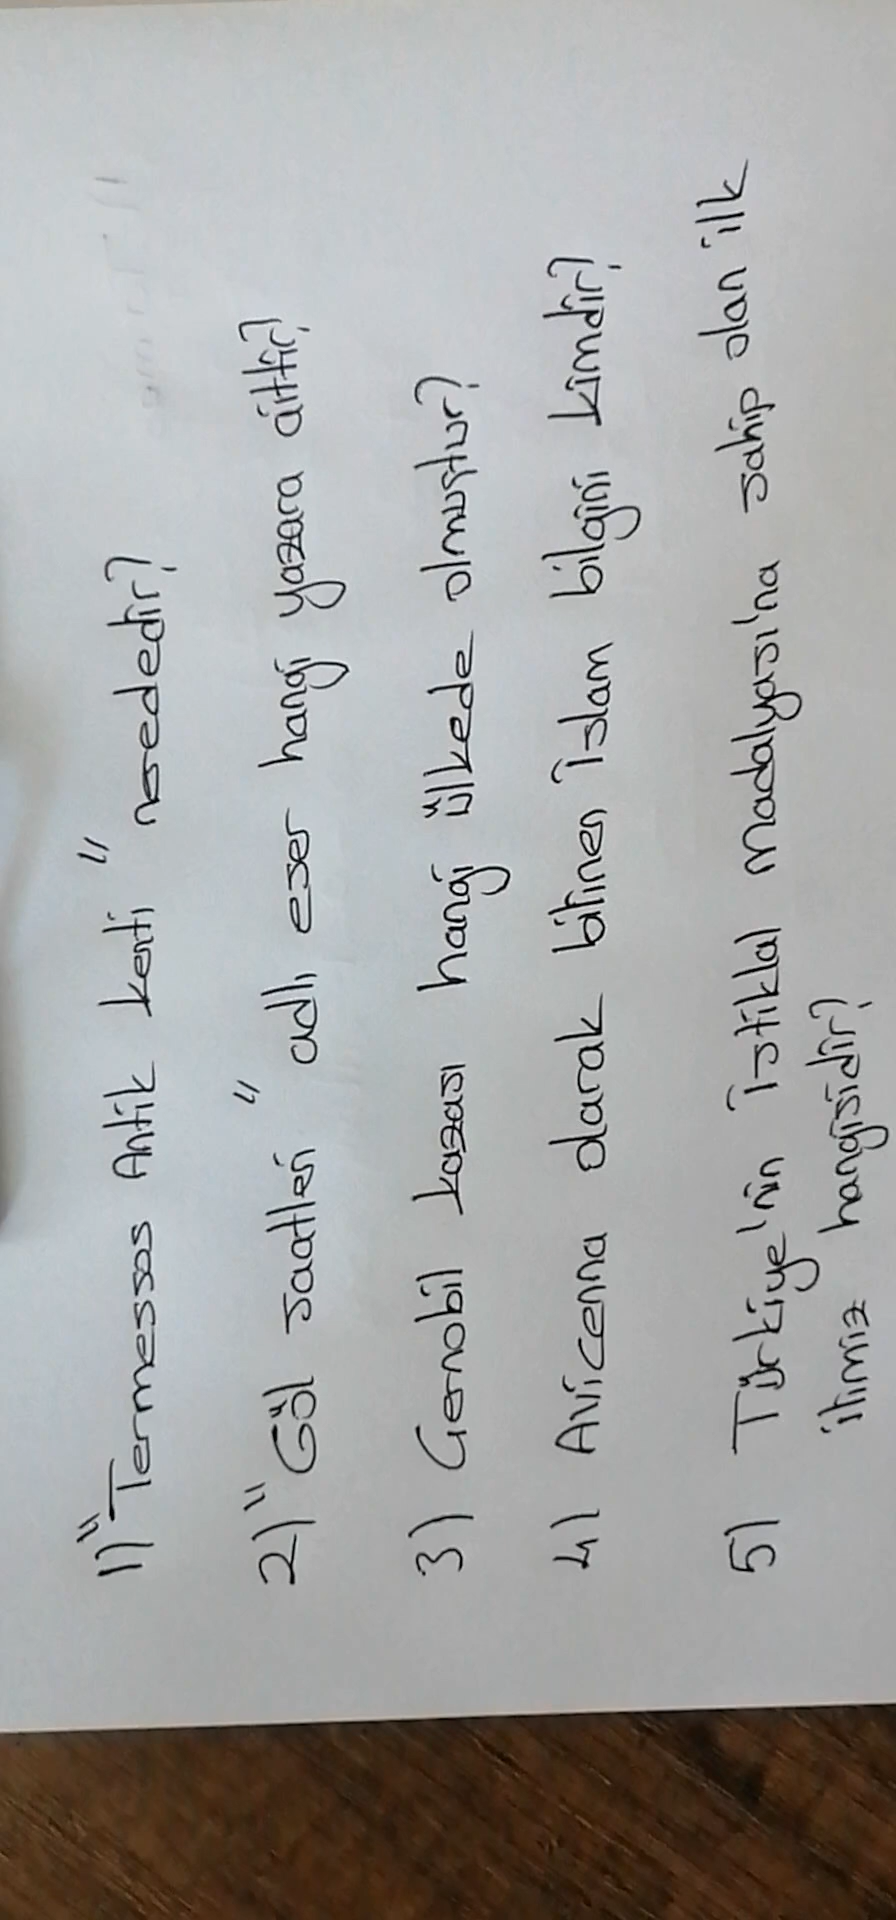 1) "Termessos Antik kenti" nerededir?
2) "Göl saatleri" adlı eser hangi yazara aittir?
3) Çernobil kazası hangi ülkede olmuştur?
4) Avicenna olarak bilinen İslam bilgini kimdir?
5) Türkiye'nin İstiklal madalyası'na sahip olan ilk
ilimiz hangisidir?